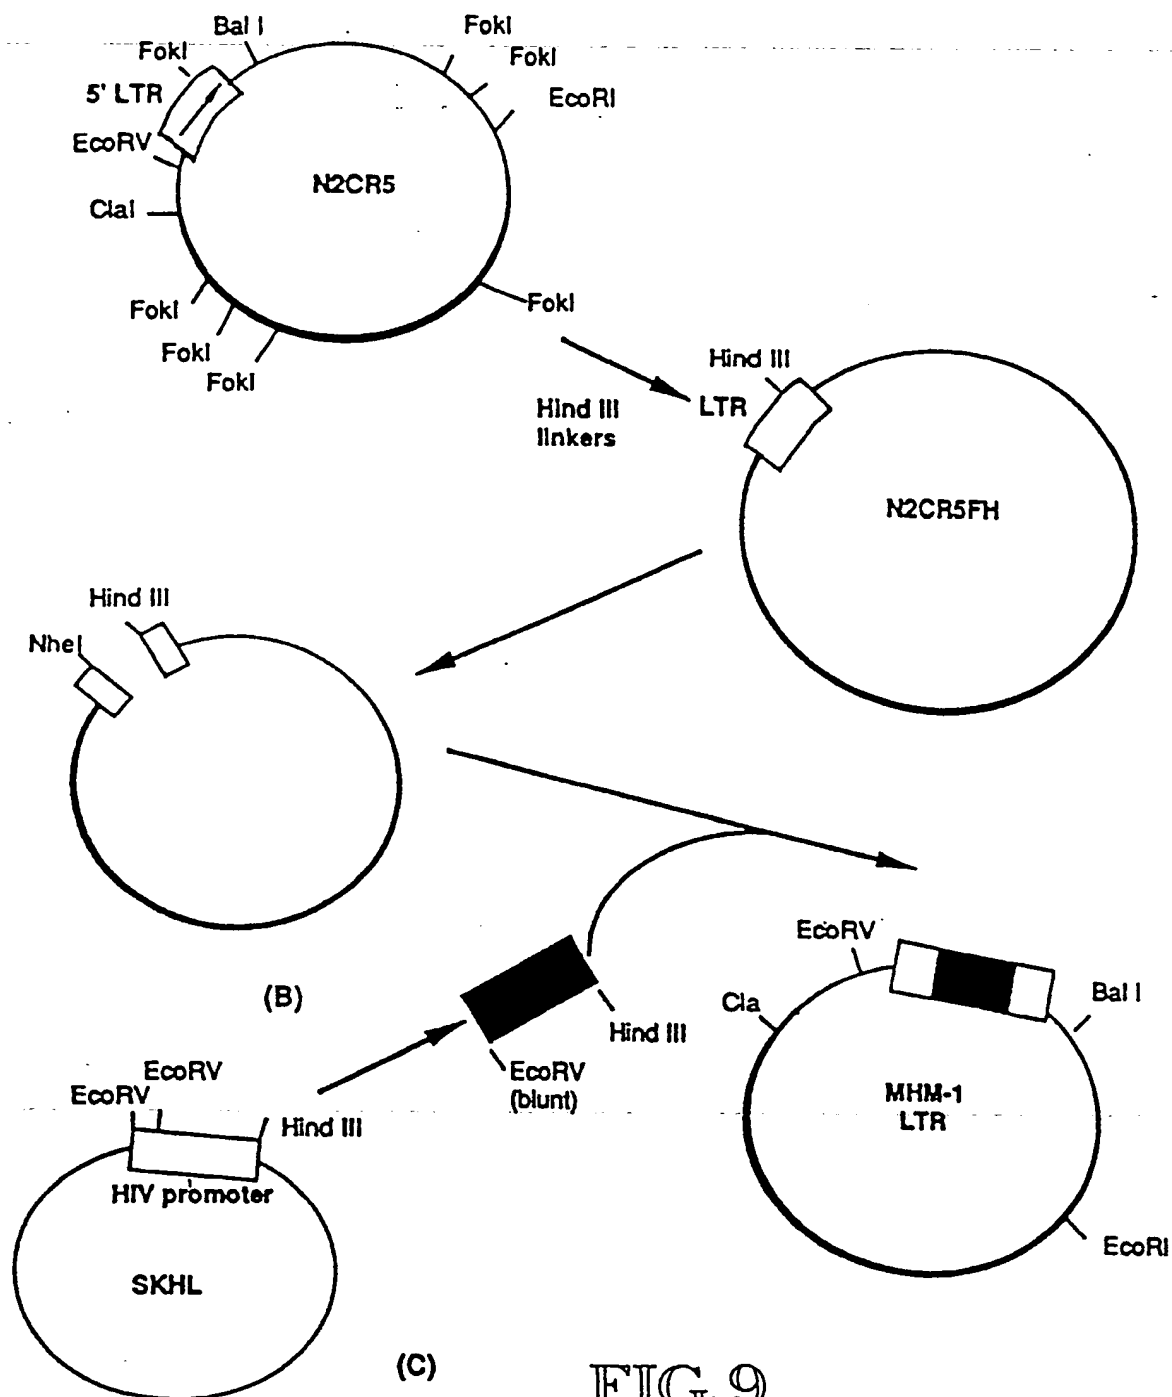 Bal I
FokI
FokI
FokI
5' LTR
EcoRI
EcoRV
N2CR5
ClaI
FokI
FokI
FokI
FokI
Hind III
linkers
Hind III
LTR
N2CR5FH
Hind III
NheI
(B)
EcoRV
Cla
Bal I
Hind III
EcoRV
(blunt)
MHM-1
LTR
EcoRI
EcoRV
EcoRV
Hind III
HIV promoter
SKHL
(C)
FIG. 9